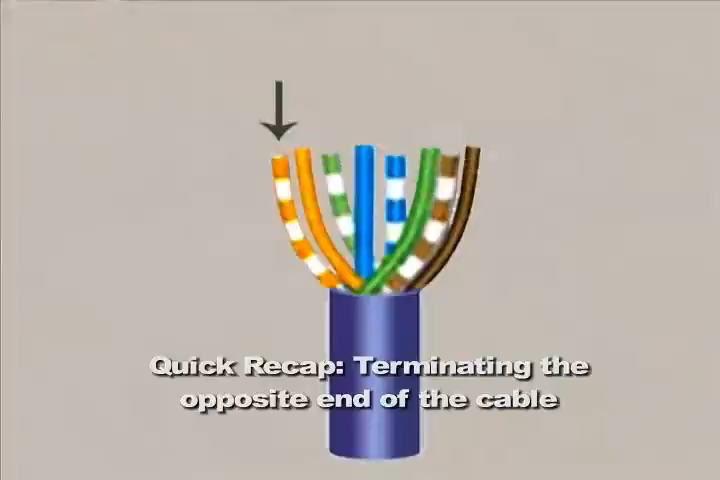 Quick Recap: Terminating the
opposite end of the cable